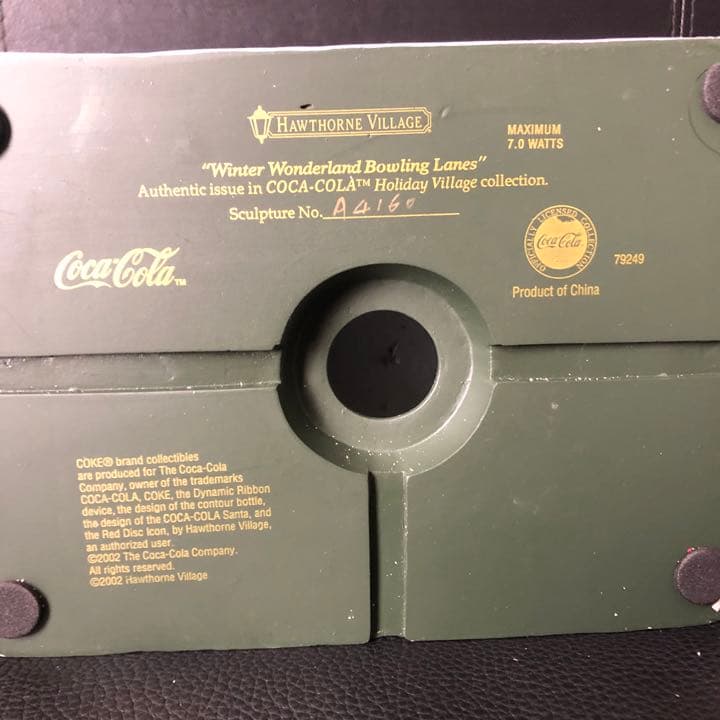 HAWTHORNE VILLAGE
MAXIMUM
7.0 WATTS
"Winter Wonderland Bowling Lanes"
Authentic issue in COCA-COLA™ Holiday Village collection.
Sculpture No. A4160
Coca-Cola™
OFFICIALLY LICENSED COLLECTION
Coca-Cola
79249
Product of China
COKE® brand collectibles
are produced for The Coca-Cola
Company, owner of the trademarks
COCA-COLA, COKE, the Dynamic Ribbon
device, the design of the contour bottle,
the design of the COCA-COLA Santa, and
the Red Disc Icon, by Hawthorne Village,
an authorized user.
©2002 The Coca-Cola Company.
All rights reserved.
©2002 Hawthorne Village